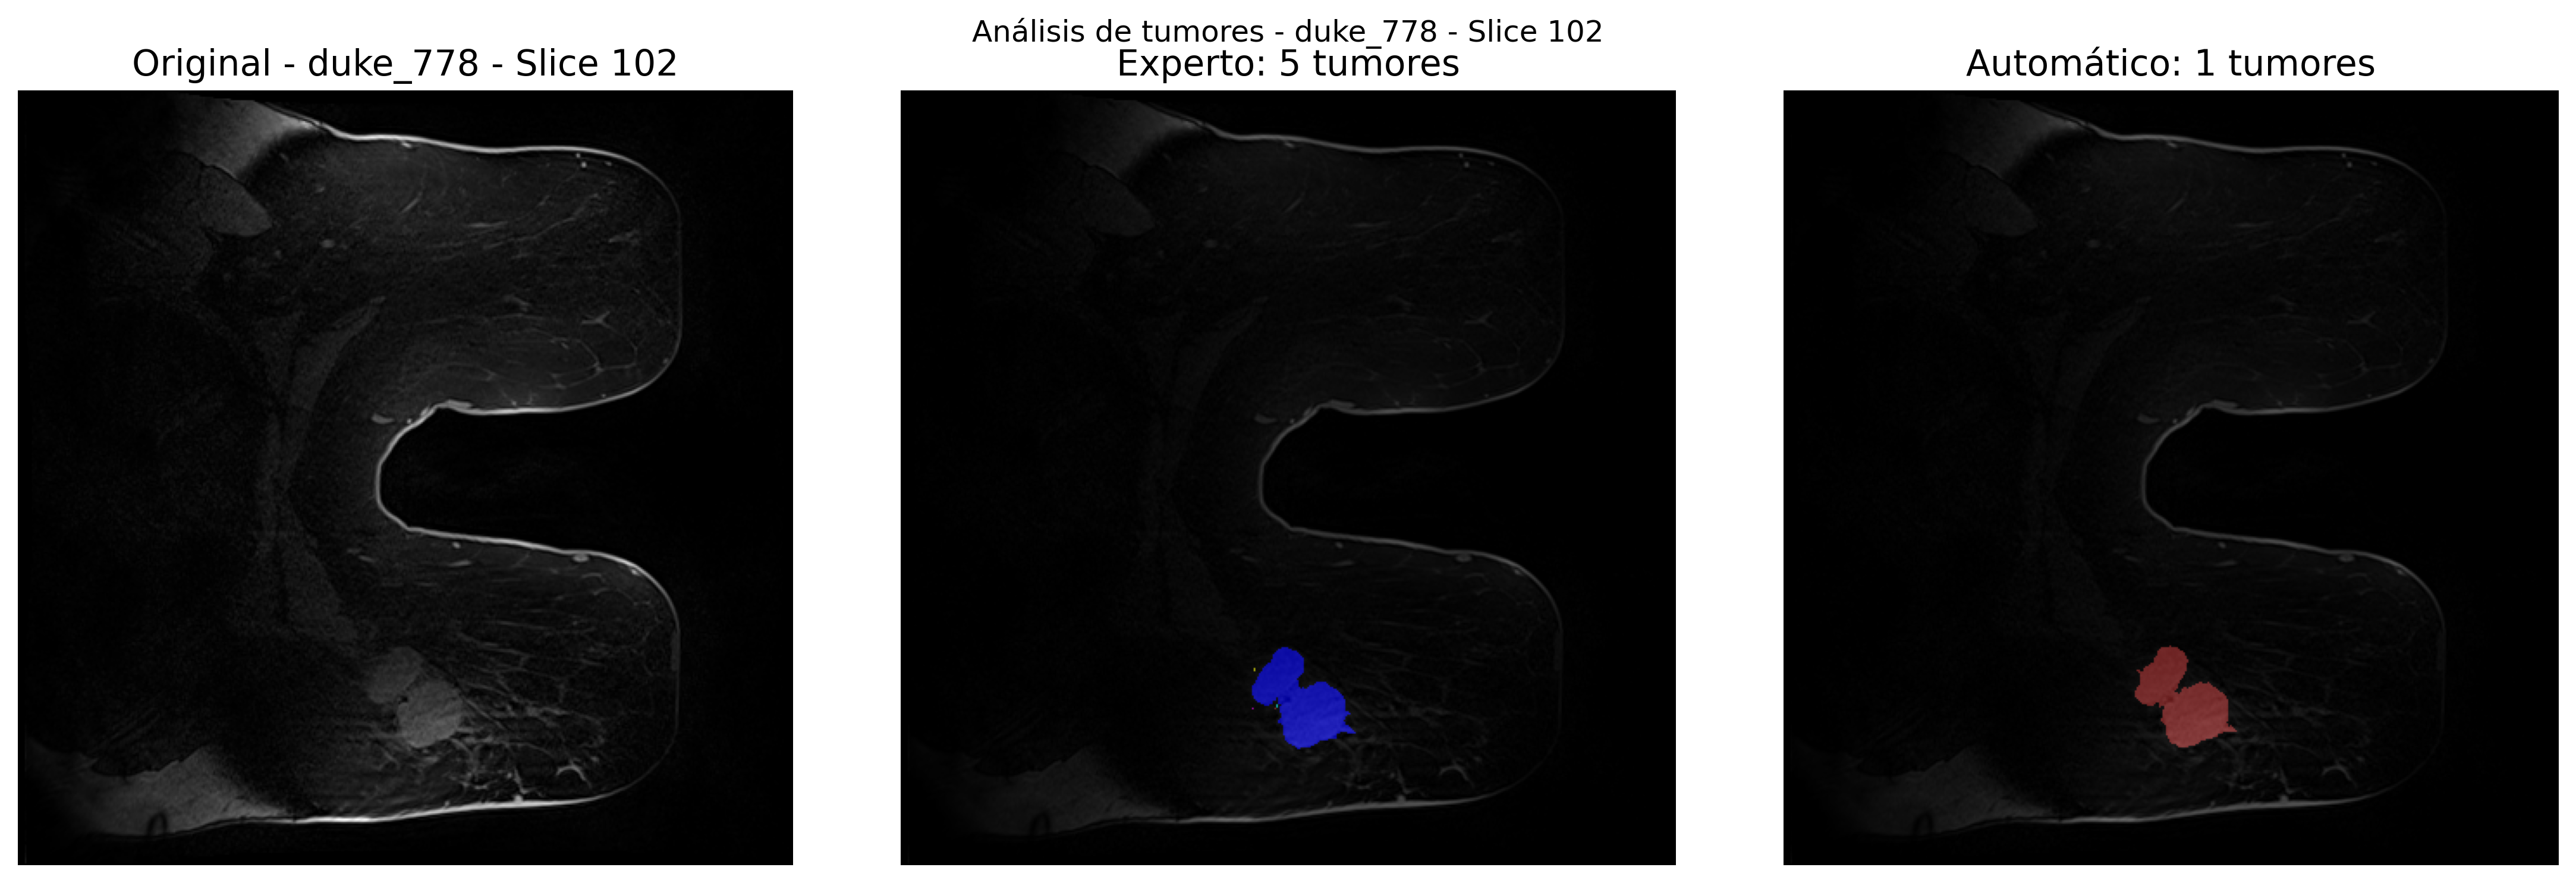 Análisis de tumores - duke_778 - Slice 102
Original - duke_778 - Slice 102
Experto: 5 tumores
Automático: 1 tumores